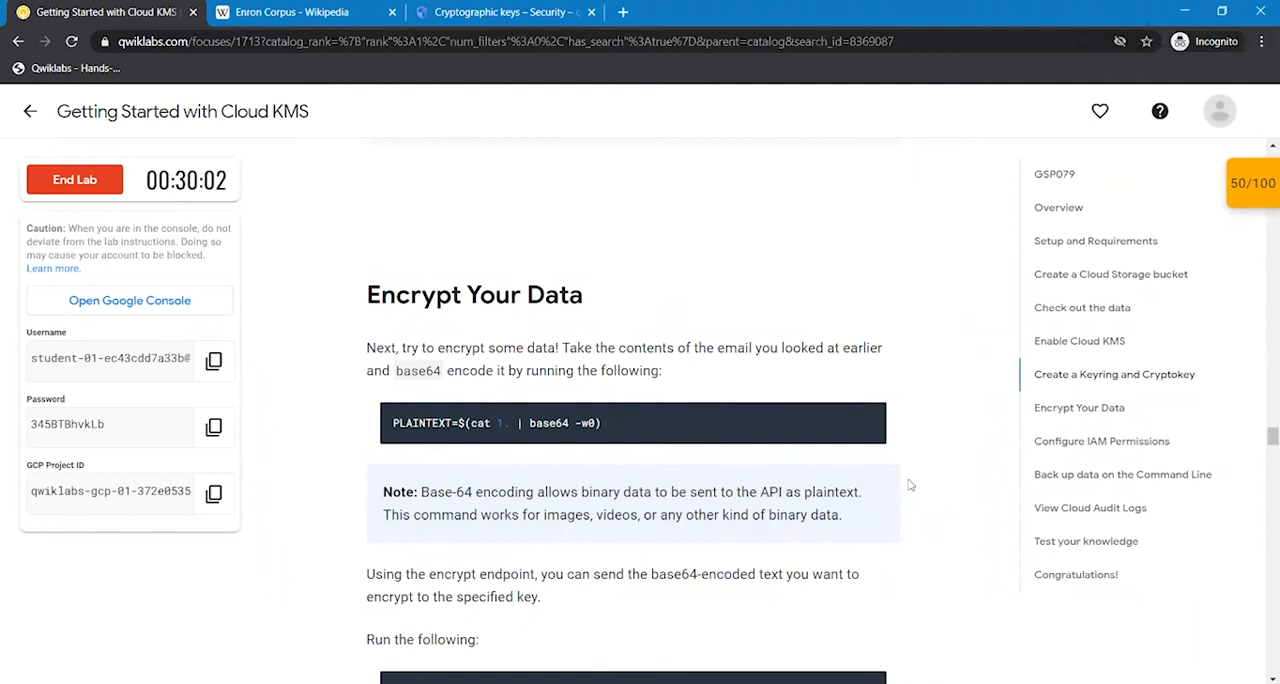 Getting Started with Cloud KMS
Enron Corpus - Wikipedia
Cryptographic keys – Security –
qwiklabs.com/focuses/1713?catalog_rank=%7B"rank"%3A1%2C"num_filters"%3A0%2C"has_search"%3Atrue%7D&parent=catalog&search_id=8369087
Incognito
Qwiklabs - Hands-...
Getting Started with Cloud KMS
End Lab
00:30:02
Caution: When you are in the console, do not
deviate from the lab instructions. Doing so
may cause your account to be blocked.
Learn more.
Open Google Console
Username
student-01-ec43cdd7a33b@
Password
345BTBhvkLb
GCP Project ID
qwiklabs-gcp-01-372e0535
Encrypt Your Data
Next, try to encrypt some data! Take the contents of the email you looked at earlier
and base64 encode it by running the following:
PLAINTEXT=$(cat 1. | base64 -w0)
Note: Base-64 encoding allows binary data to be sent to the API as plaintext.
This command works for images, videos, or any other kind of binary data.
Using the encrypt endpoint, you can send the base64-encoded text you want to
encrypt to the specified key.
Run the following:
GSP079
Overview
Setup and Requirements
Create a Cloud Storage bucket
Check out the data
Enable Cloud KMS
Create a Keyring and Cryptokey
Encrypt Your Data
Configure IAM Permissions
Back up data on the Command Line
View Cloud Audit Logs
Test your knowledge
Congratulations!
50/100